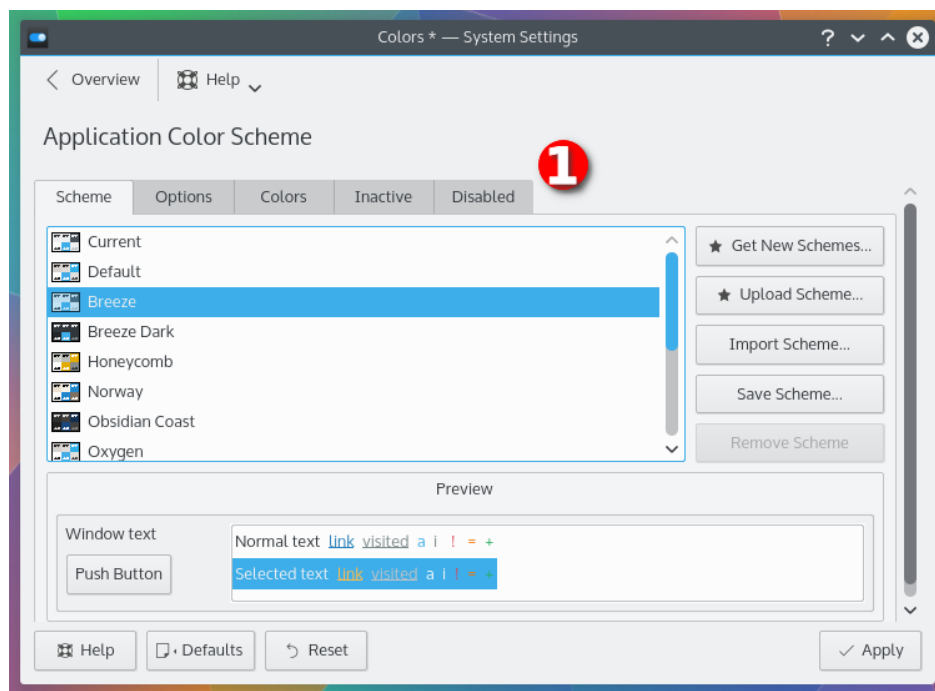 Colors * — System Settings
Overview
Help
Application Color Scheme
1
Scheme Options Colors Inactive Disabled
Current
Default
Breeze
Breeze Dark
Honeycomb
Norway
Obsidian Coast
Oxygen
Get New Schemes...
Upload Scheme...
Import Scheme...
Save Scheme...
Remove Scheme
Preview
Window text
Push Button
Normal text link visited a i ! = +
Selected text link visited a i ! = +
Help
Defaults
Reset
Apply